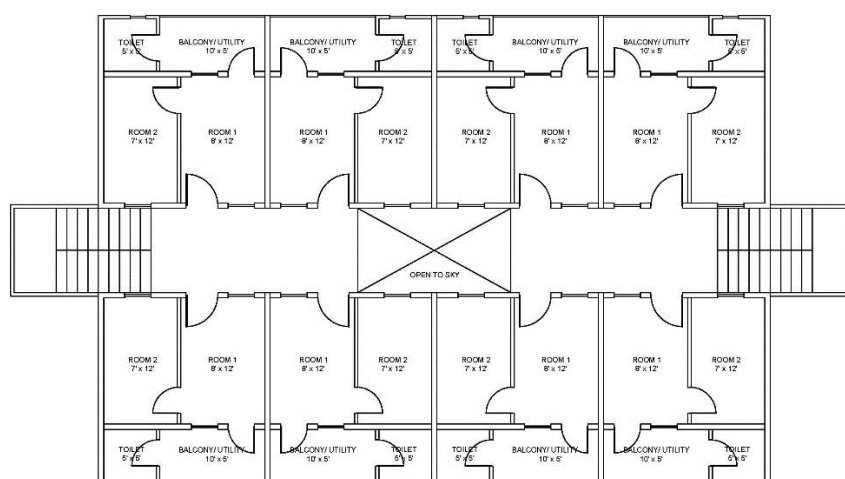 TOILET
5' x 5'
BALCONY/ UTILITY
10' x 5'
BALCONY/ UTILITY
10' x 5'
TOILET
5' x 5'
TOILET
5' x 5'
BALCONY/ UTILITY
10' x 5'
BALCONY/ UTILITY
10' x 5'
TOILET
5' x 5'
ROOM 2
7' x 12'
ROOM 1
8' x 12'
ROOM 1
8' x 12'
ROOM 2
7' x 12'
ROOM 2
7' x 12'
ROOM 1
8' x 12'
ROOM 1
8' x 12'
ROOM 2
7' x 12'
OPEN TO SKY
ROOM 2
7' x 12'
ROOM 1
8' x 12'
ROOM 1
8' x 12'
ROOM 2
7' x 12'
ROOM 2
7' x 12'
ROOM 1
8' x 12'
ROOM 1
8' x 12'
ROOM 2
7' x 12'
TOILET
5' x 5'
BALCONY/ UTILITY
10' x 5'
BALCONY/ UTILITY
10' x 5'
TOILET
5' x 5'
TOILET
5' x 5'
BALCONY/ UTILITY
10' x 5'
BALCONY/ UTILITY
10' x 5'
TOILET
5' x 5'